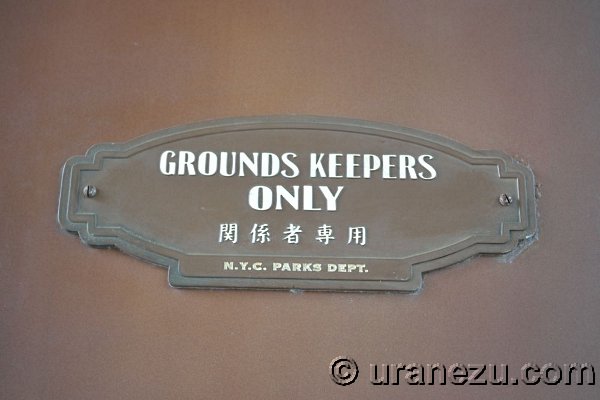 GROUNDS KEEPERS
ONLY
関係者専用
N.Y.C. PARKS DEPT.
© uranezu.com